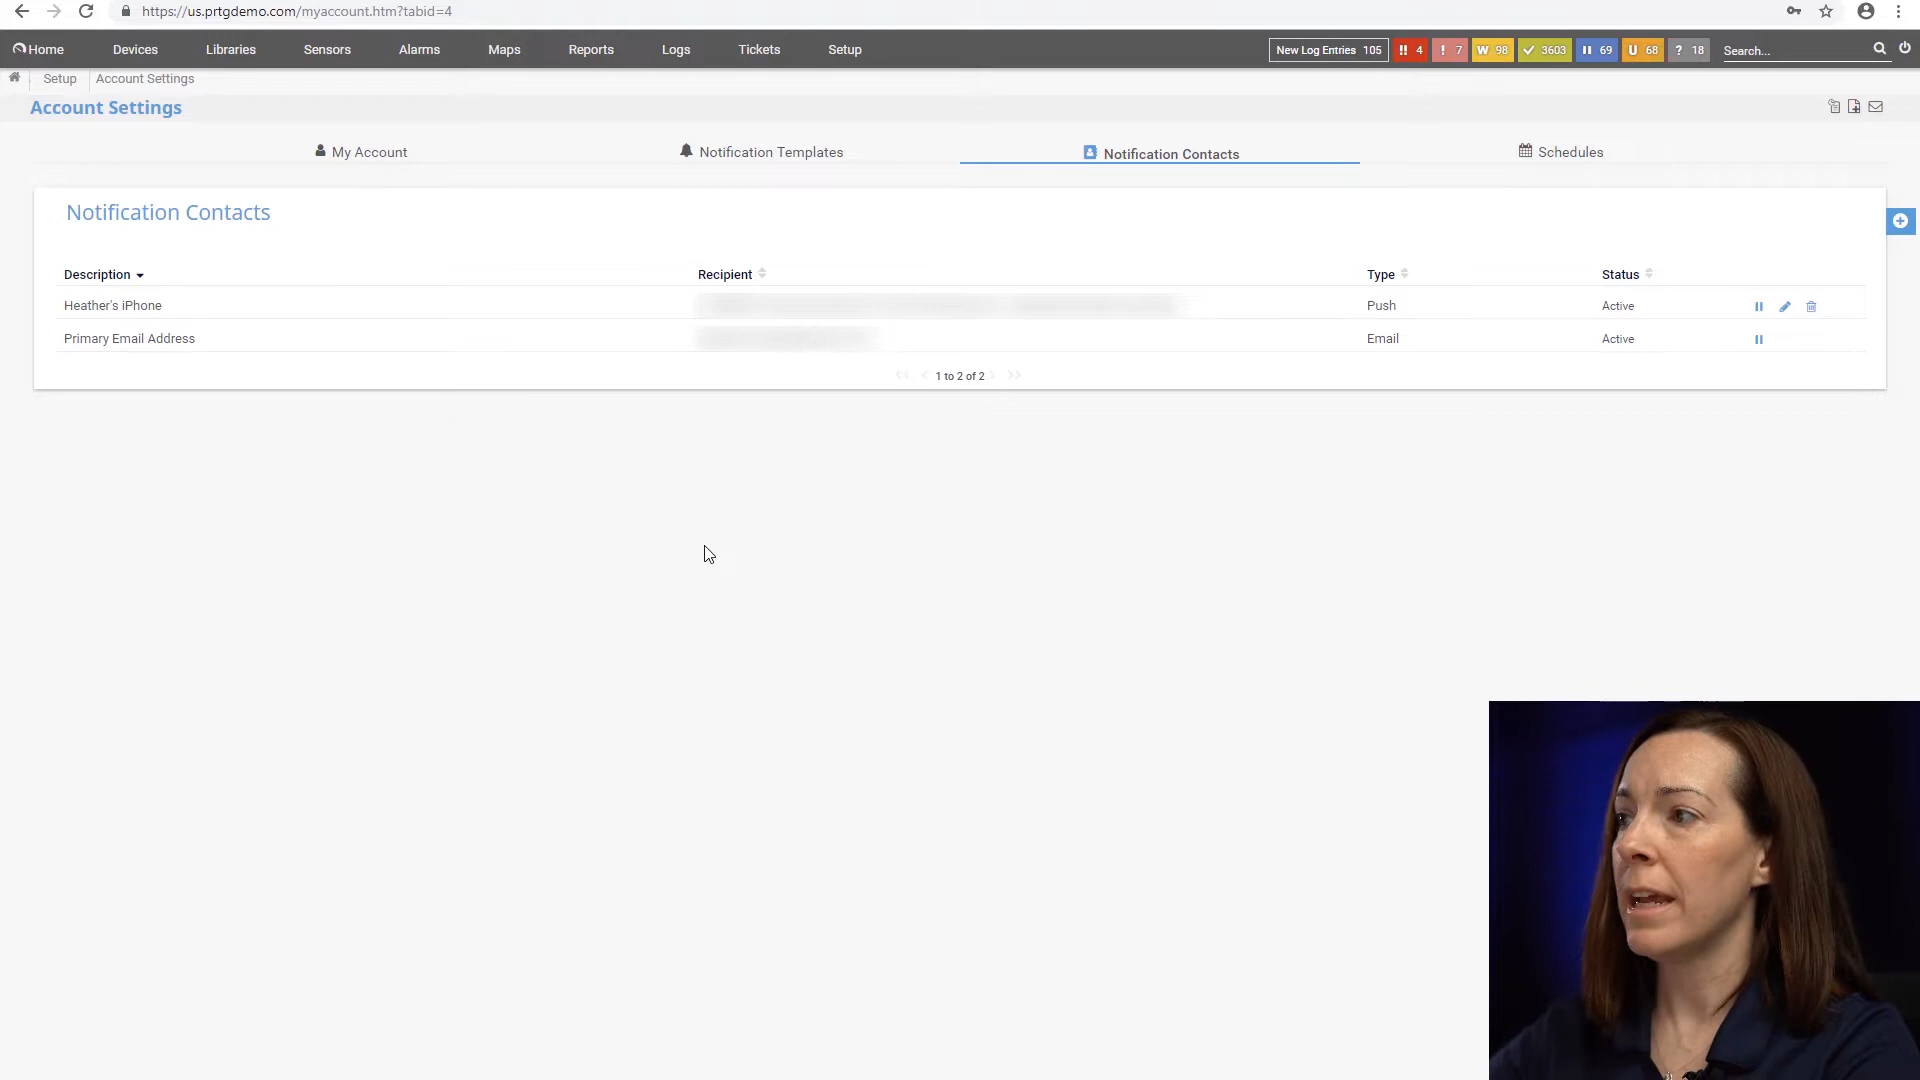 https://us.prtgdemo.com/myaccount.htm?tabid=4
Home Devices Libraries Sensors Alarms Maps Reports Logs Tickets Setup New Log Entries 105 !! 4 ! 7 W 98 3603 69 U 68 ? 18 Search...
Setup Account Settings
Account Settings
My Account Notification Templates Notification Contacts Schedules
Notification Contacts
Description Recipient Type Status
Heather's iPhone Push Active
Primary Email Address Email Active
<< < 1 to 2 of 2 > >>